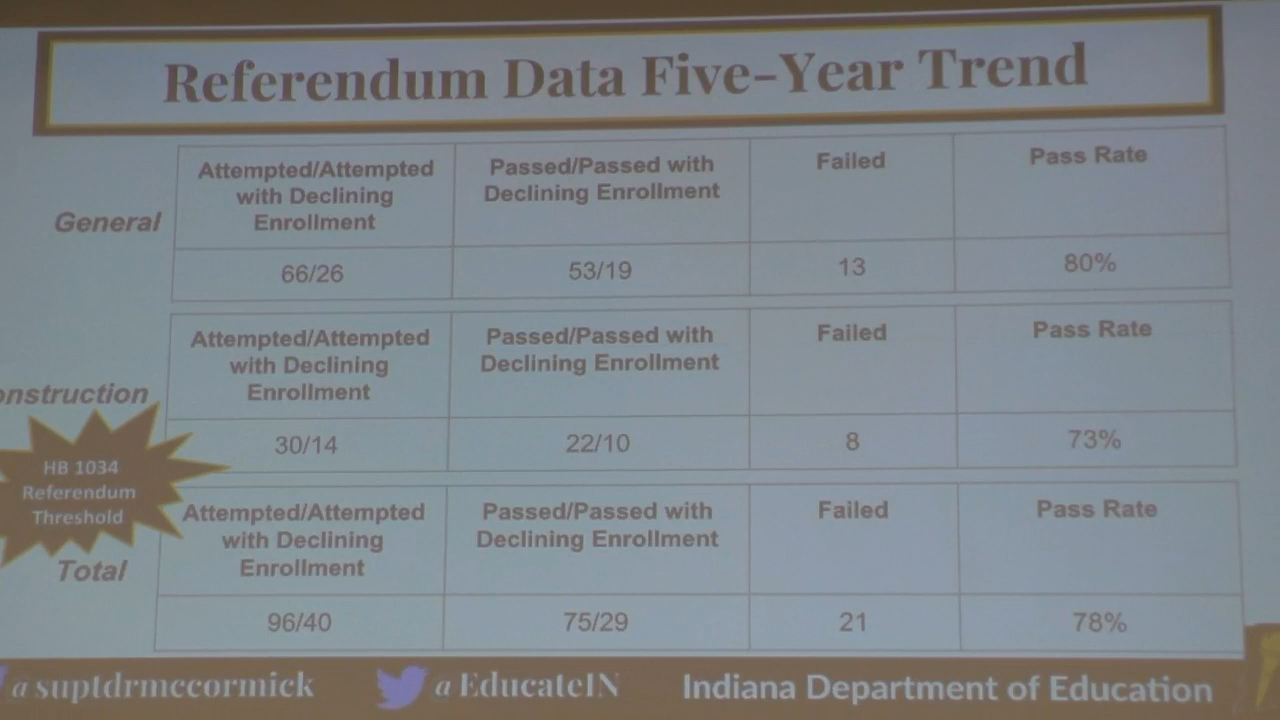 Referendum Data Five-Year Trend
General
Attempted/Attempted
with Declining
Enrollment
Passed/Passed with
Declining Enrollment
Failed
Pass Rate
66/26
53/19
13
80%
onstruction
Attempted/Attempted
with Declining
Enrollment
Passed/Passed with
Declining Enrollment
Failed
Pass Rate
30/14
22/10
8
73%
HB 1034
Referendum
Threshold
Total
Attempted/Attempted
with Declining
Enrollment
Passed/Passed with
Declining Enrollment
Failed
Pass Rate
96/40
75/29
21
78%
@suptdrmccormick
@EducateIN
Indiana Department of Education